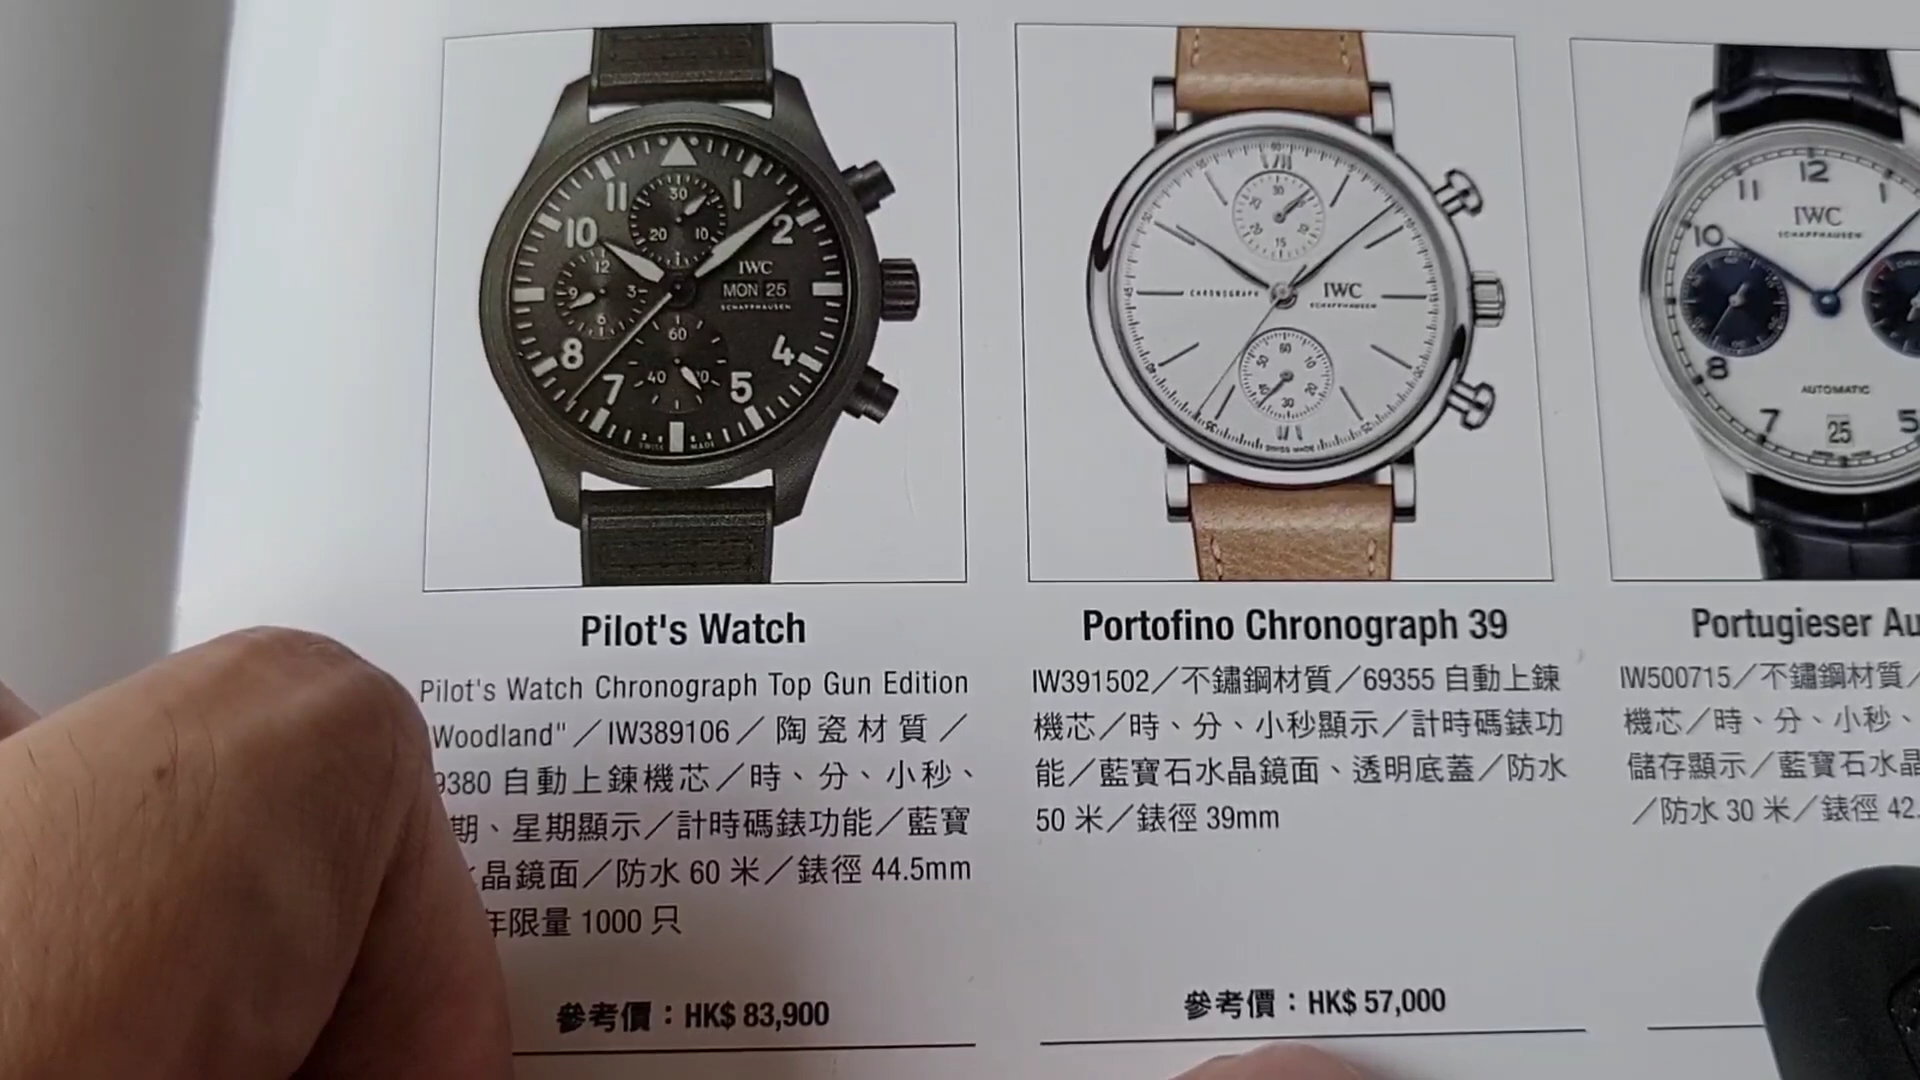 IWC
MON 25
SCHAFFHAUSEN
SWISS MADE
CHRONOGRAPH
IWC
SCHAFFHAUSEN
SWISS MADE
IWC
SCHAFFHAUSEN
AUTOMATIC
25
Pilot's Watch
Pilot's Watch Chronograph Top Gun Edition
Woodland"／IW389106／陶瓷材質／
9380 自動上鍊機芯／時、分、小秒、
期、星期顯示／計時碼錶功能／藍寶
晶鏡面／防水 60 米／錶徑 44.5mm
年限量 1000 只
參考價：HK$ 83,900
Portofino Chronograph 39
IW391502／不鏽鋼材質／69355 自動上鍊
機芯／時、分、小秒顯示／計時碼錶功
能／藍寶石水晶鏡面、透明底蓋／防水
50 米／錶徑 39mm
參考價：HK$ 57,000
Portugieser Au
IW500715／不鏽鋼材質／
機芯／時、分、小秒、
儲存顯示／藍寶石水晶
／防水 30 米／錶徑 42.